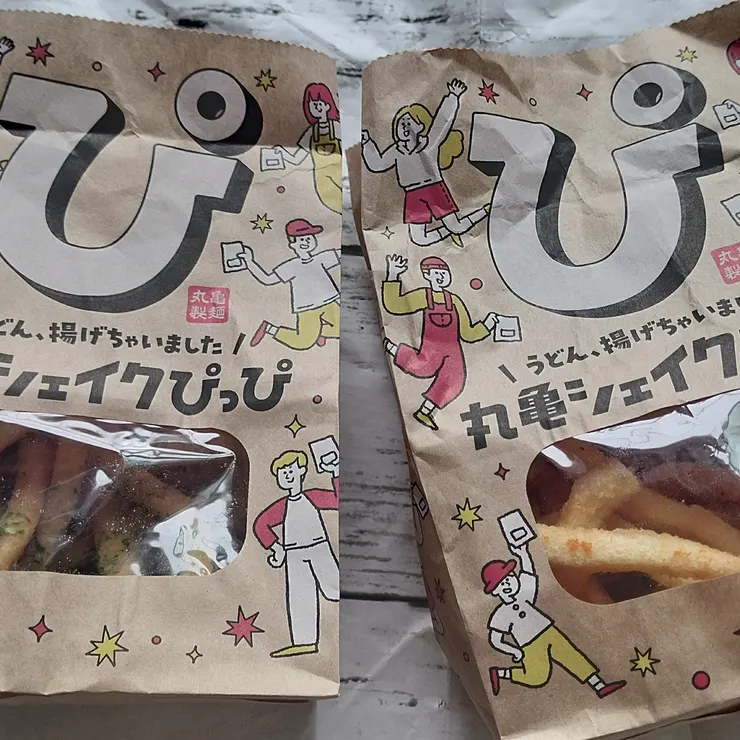 ぴ
丸亀
製麺
どん、揚げちゃいました /
シェイクぴっぴ
ぴ
丸亀
製
\ うどん、揚げちゃいま
丸亀シェイク